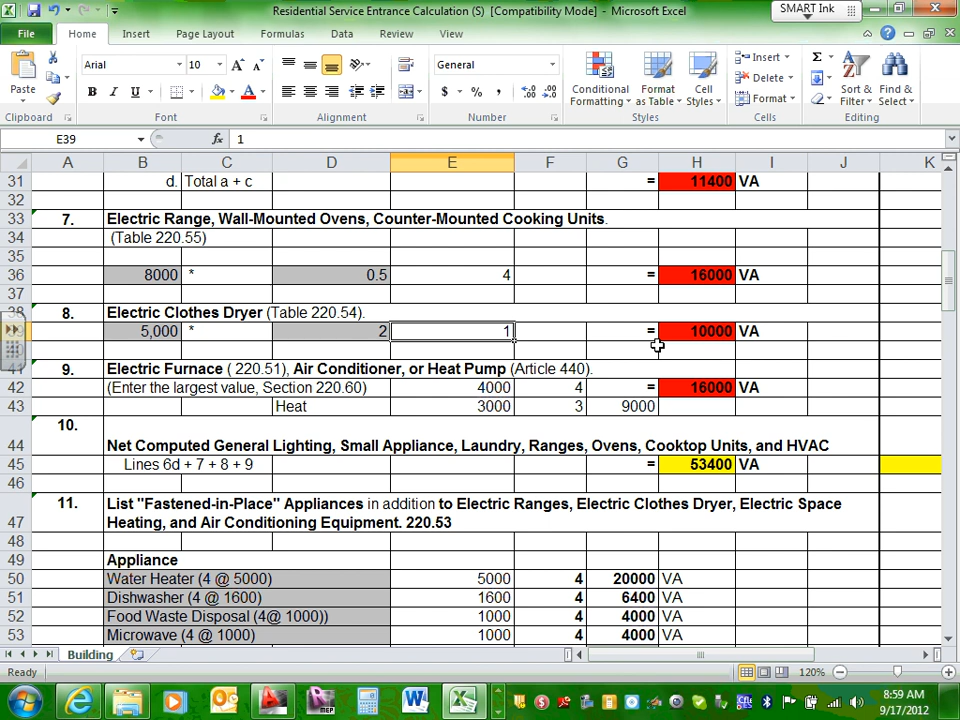 Residential Service Entrance Calculation (S) [Compatibility Mode] - Microsoft Excel
SMART Ink
File Home Insert Page Layout Formulas Data Review View
Paste
Arial 10
B I U
General
$ % ,
Conditional Formatting
Format as Table
Cell Styles
Insert
Delete
Format
Sort & Filter
Find & Select
Clipboard Font Alignment Number Styles Cells Editing
E39 fx 1
A B C D E F G H I J K
31 d. Total a + c = 11400 VA
32
33 7. Electric Range, Wall-Mounted Ovens, Counter-Mounted Cooking Units.
34 (Table 220.55)
35
36 8000 * 0.5 4 = 16000 VA
37
38 8. Electric Clothes Dryer (Table 220.54).
39 5,000 * 2 1 = 10000 VA
41 9. Electric Furnace ( 220.51), Air Conditioner, or Heat Pump (Article 440).
42 (Enter the largest value, Section 220.60) 4000 4 = 16000 VA
43 Heat 3000 3 9000
10.
44 Net Computed General Lighting, Small Appliance, Laundry, Ranges, Ovens, Cooktop Units, and HVAC
45 Lines 6d + 7 + 8 + 9 = 53400 VA
46
11. List "Fastened-in-Place" Appliances in addition to Electric Ranges, Electric Clothes Dryer, Electric Space
47 Heating, and Air Conditioning Equipment. 220.53
48
49 Appliance
50 Water Heater (4 @ 5000) 5000 4 20000 VA
51 Dishwasher (4 @ 1600) 1600 4 6400 VA
52 Food Waste Disposal (4@ 1000)) 1000 4 4000 VA
53 Microwave (4 @ 1000) 1000 4 4000 VA
Building
Ready 120%
8:59 AM
9/17/2012